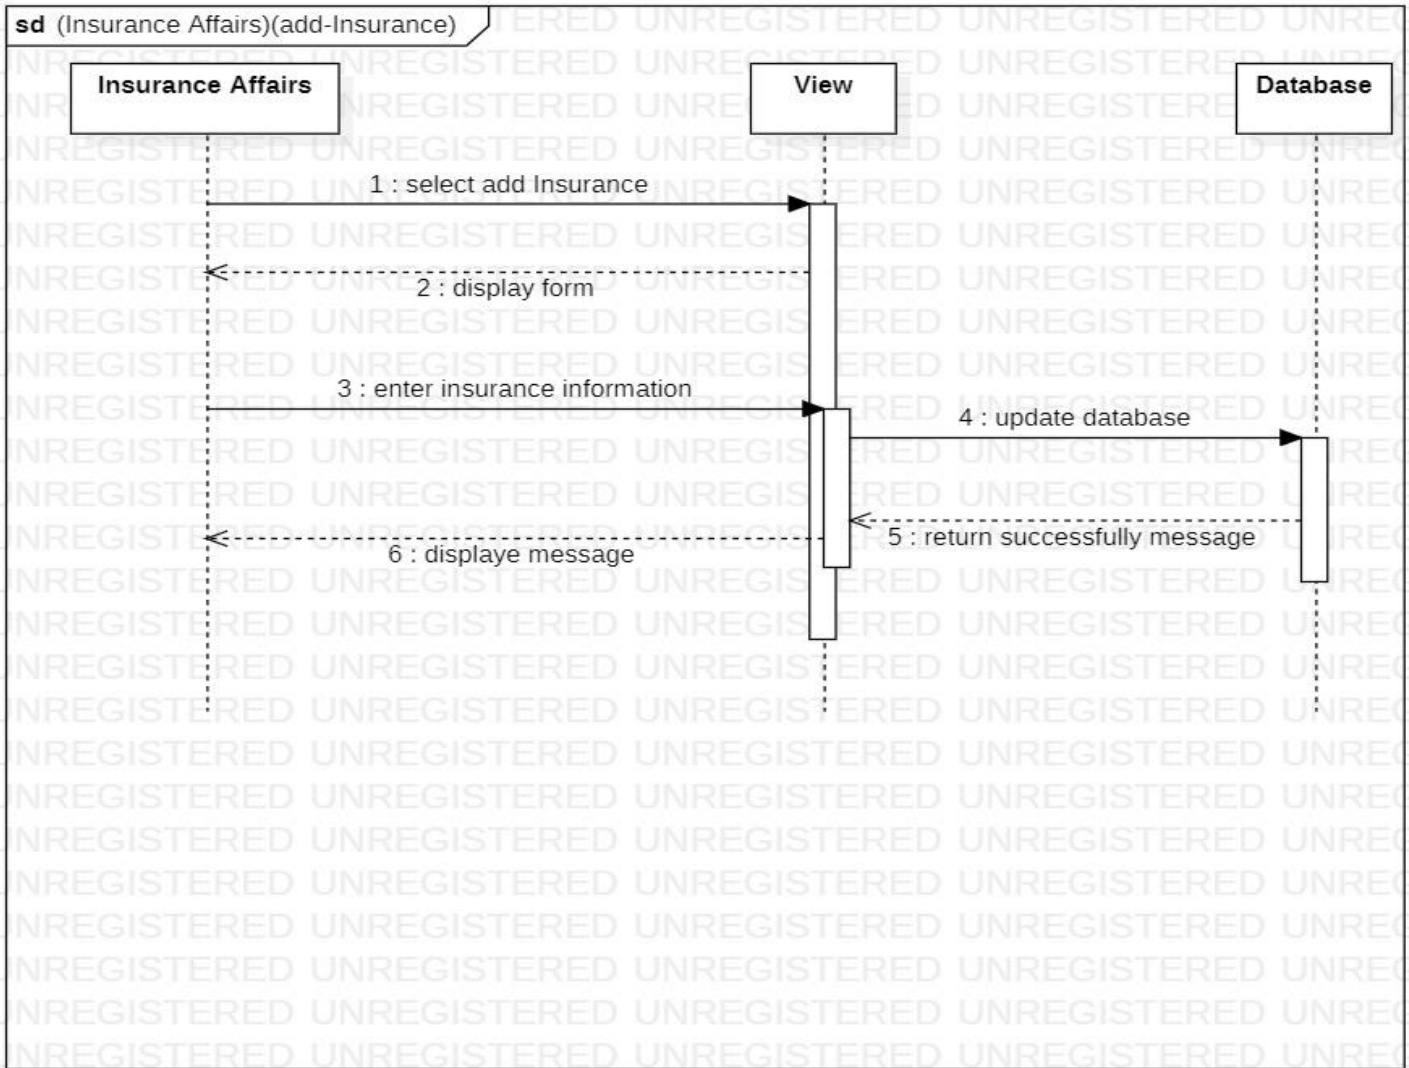 sd (Insurance Affairs)(add-Insurance)
Insurance Affairs
View
Database
1 : select add Insurance
2 : display form
3 : enter insurance information
4 : update database
5 : return successfully message
6 : displaye message
UNREGISTERED